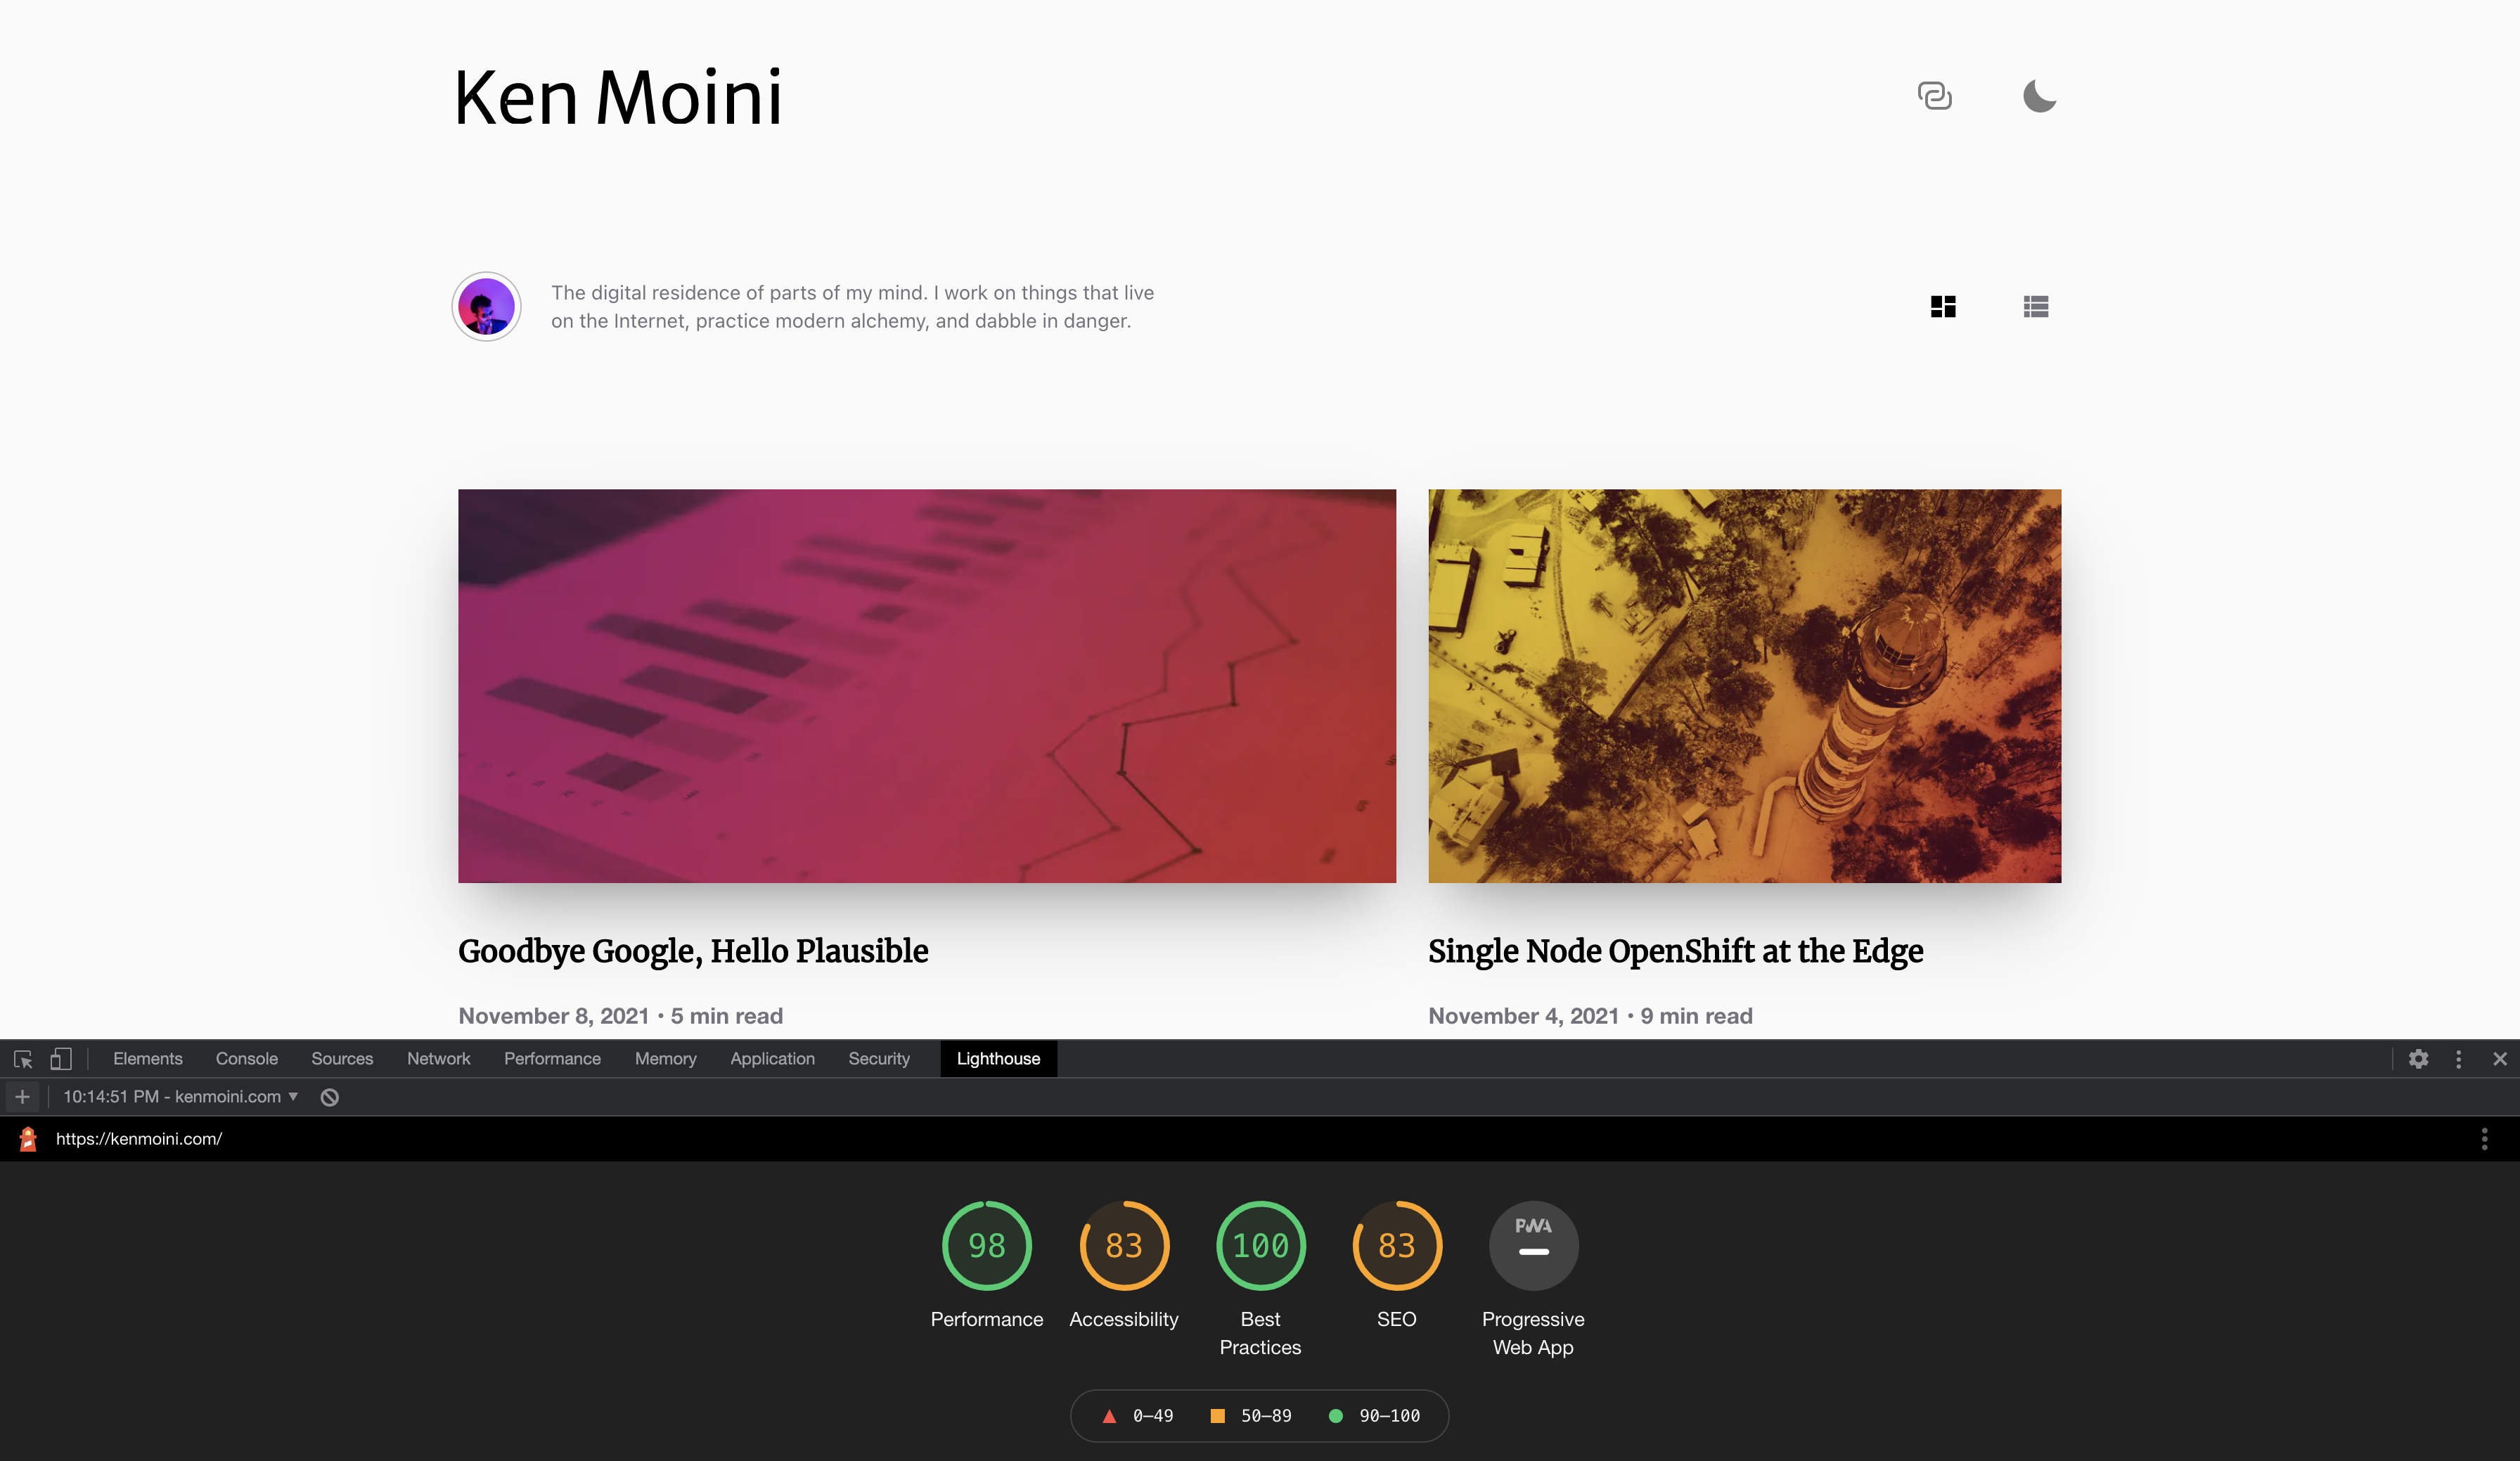 Ken Moini
The digital residence of parts of my mind. I work on things that live
on the Internet, practice modern alchemy, and dabble in danger.
Goodbye Google, Hello Plausible
November 8, 2021 • 5 min read
Single Node OpenShift at the Edge
November 4, 2021 • 9 min read
Elements Console Sources Network Performance Memory Application Security Lighthouse
10:14:51 PM - kenmoini.com
https://kenmoini.com/
98
Performance
83
Accessibility
100
Best
Practices
83
SEO
PWA
Progressive
Web App
0–49 50–89 90–100